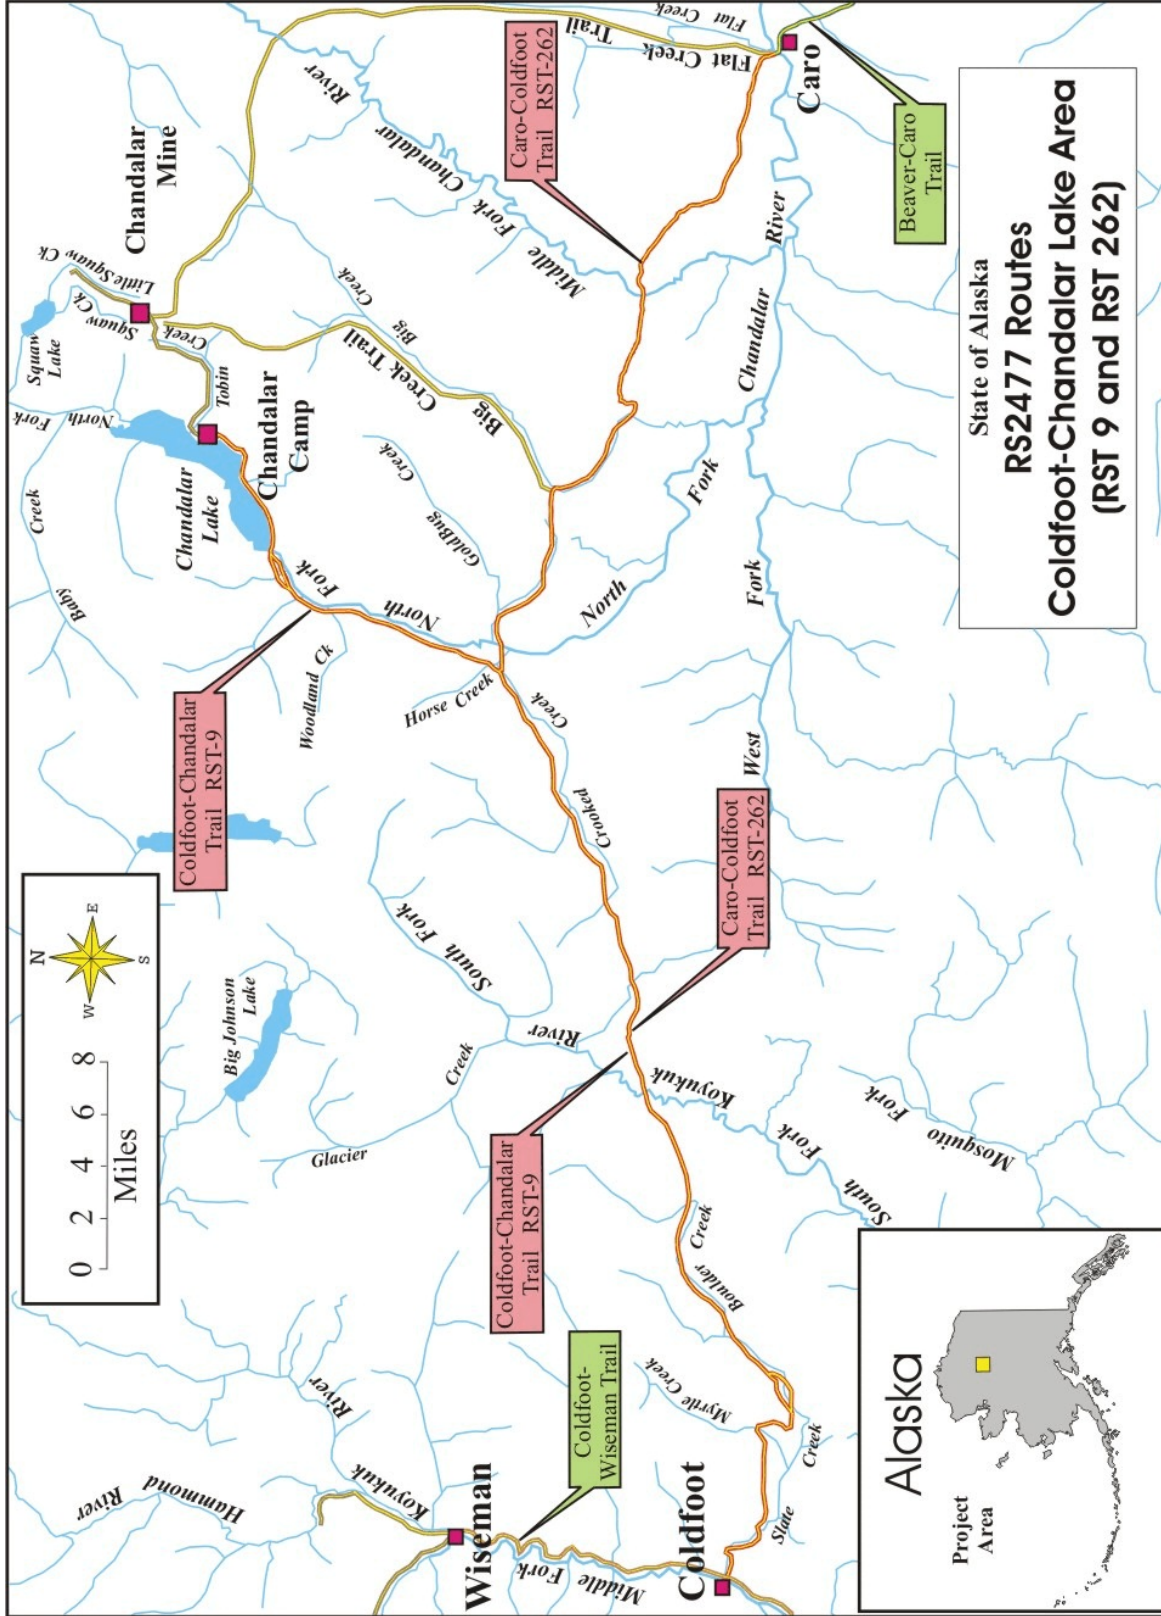 N
W
E
S
0 2 4 6 8
Miles
Hammond
River
Koyukuk
River
Wiseman
Coldfoot-
Wiseman Trail
Middle Fork
Coldfoot
Slate
Creek
Myrtle Creek
Boulder
Creek
Glacier
Creek
Big Johnson
Lake
South Fork
River
Koyukuk
Fork
South
Mosquito
Fork
Coldfoot-Chandalar
Trail RST-9
Caro-Coldfoot
Trail RST-262
Crooked
Creek
Coldfoot-Chandalar
Trail RST-9
Woodland Ck
Horse Creek
North
Fork
Baby
Creek
North
Fork
Chandalar
Lake
Chandalar
Camp
Squaw
Lake
Squaw Ck
Little Squaw Ck
Chandalar
Mine
Tobin
Creek
Big
Creek Trail
Big
Creek
GoldBug
Creek
North
Fork
West
Fork
Chandalar
River
Middle
Fork
Chandalar
River
Caro-Coldfoot
Trail RST-262
Flat Creek
Trail
Flat Creek
Caro
Beaver-Caro
Trail
State of Alaska
RS2477 Routes
Coldfoot-Chandalar Lake Area
(RST 9 and RST 262)
Alaska
Project
Area